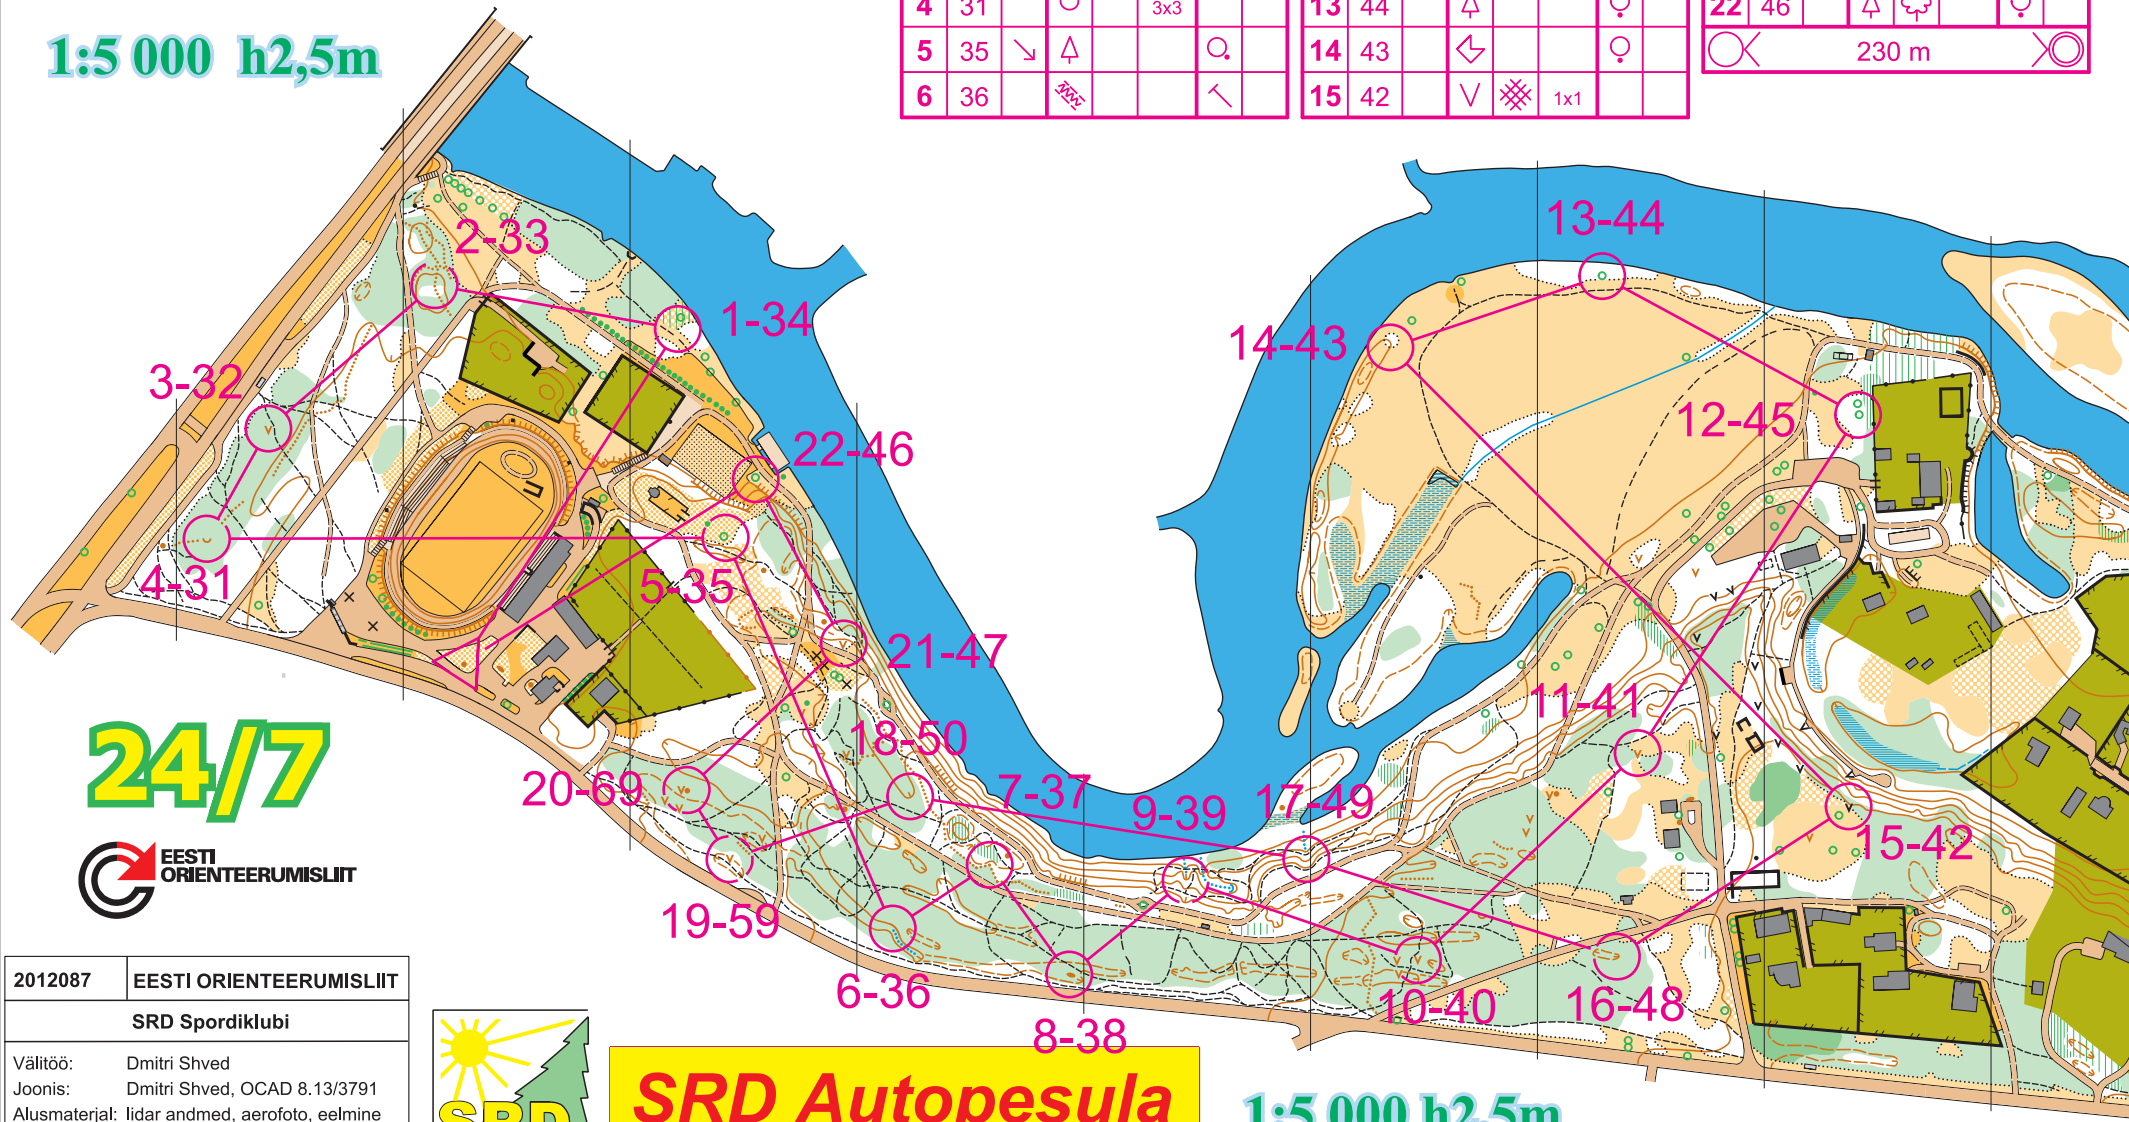 1:5 000 h2,5m
4 31 3x3
5 35
6 36
13 44
14 43
15 42 1x1
22 46
230 m
2-33
1-34
3-32
4-31
22-46
5-35
21-47
18-50
20-69
19-59
7-37
6-36
8-38
9-39
17-49
10-40
16-48
11-41
15-42
12-45
13-44
14-43
24/7
EESTI
ORIENTEERUMISLIIT
2012087 EESTI ORIENTEERUMISLIIT
SRD Spordiklubi
Välitöö: Dmitri Shved
Joonis: Dmitri Shved, OCAD 8.13/3791
Alusmaterjal: lidar andmed, aerofoto, eelmine
SRD
SRD Autopesula
1:5 000 h2,5m